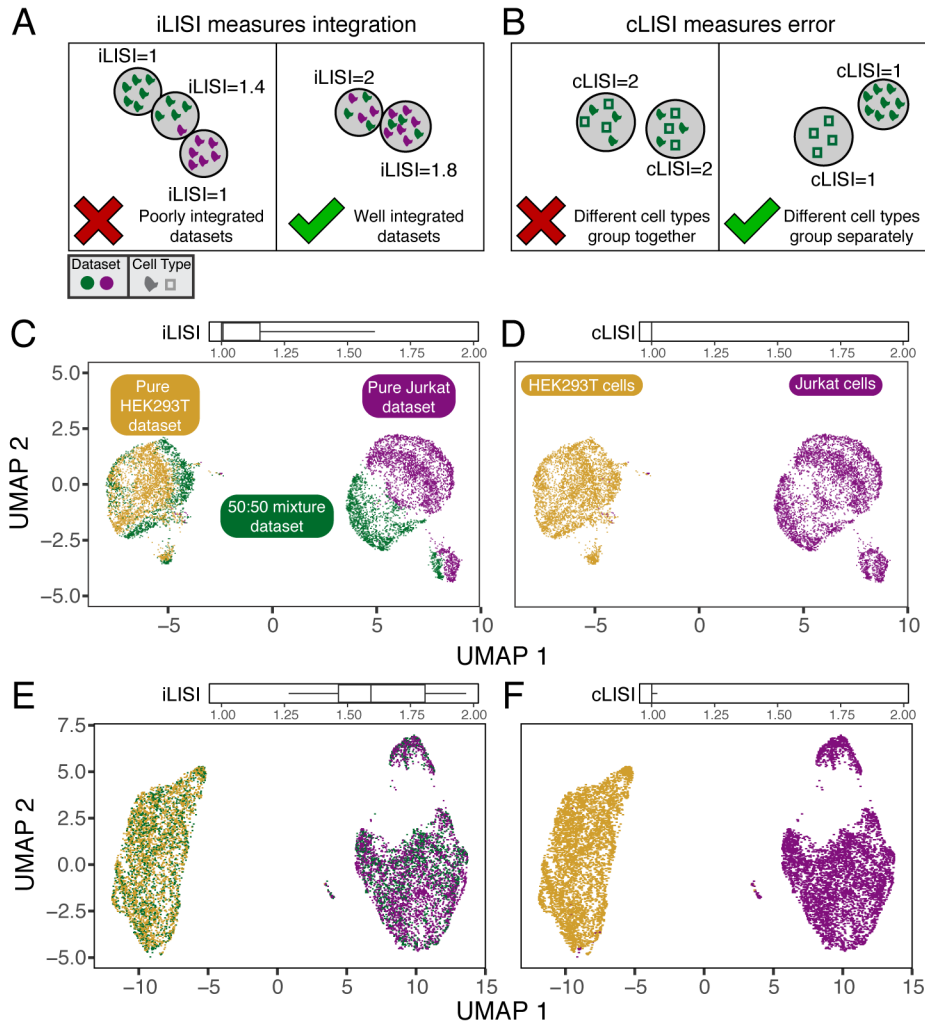 A
iLISI measures integration
B
cLISI measures error
iLISI=1
iLISI=1.4
iLISI=1
Poorly integrated
datasets
iLISI=2
iLISI=1.8
Well integrated
datasets
cLISI=2
cLISI=2
Different cell types
group together
cLISI=1
cLISI=1
Different cell types
group separately
Dataset
Cell Type
C
iLISI
1.00 1.25 1.50 1.75 2.00
5.0
2.5
0.0
−2.5
−5.0
UMAP 2
Pure
HEK293T
dataset
Pure Jurkat
dataset
50:50 mixture
dataset
−5 0 5 10
D
cLISI
1.00 1.25 1.50 1.75 2.00
HEK293T cells
Jurkat cells
−5 0 5 10
UMAP 1
E
iLISI
1.00 1.25 1.50 1.75 2.00
7.5
5.0
2.5
0.0
−2.5
−5.0
UMAP 2
−10 −5 0 5 10 15
F
cLISI
1.00 1.25 1.50 1.75 2.00
−10 −5 0 5 10 15
UMAP 1